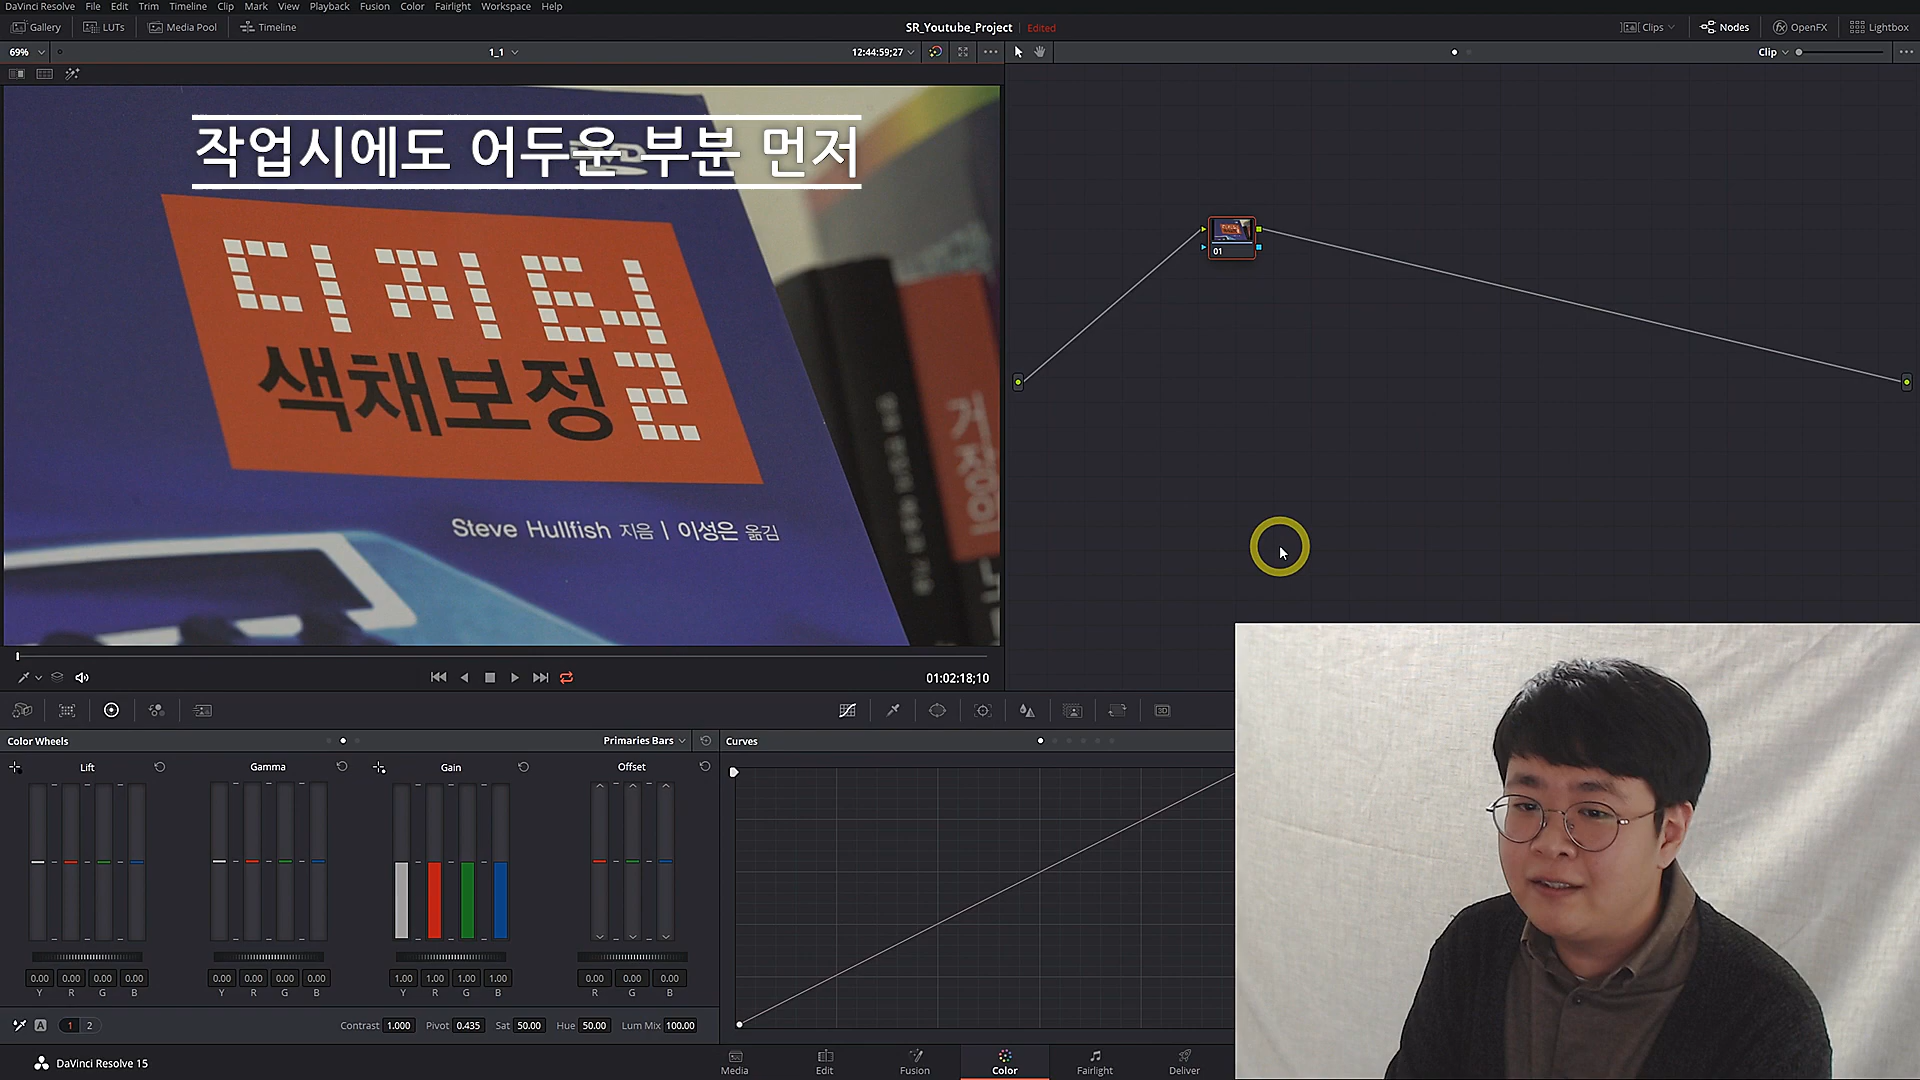 DaVinci Resolve File Edit Trim Timeline Clip Mark View Playback Fusion Color Fairlight Workspace Help
Gallery LUTs Media Pool Timeline SR_Youtube_Project Edited Clips Nodes OpenFX Lightbox
69% 1_1 12:44:59;27 Clip
작업시에도 어두운 부분 먼저
디지털
색채보정
Steve Hullfish 지음 | 이성은 옮김
01
01:02:18;10
Color Wheels Primaries Bars Curves
Lift Gamma Gain Offset
0.00 0.00 0.00 0.00 0.00 0.00 0.00 0.00 1.00 1.00 1.00 1.00 0.00 0.00 0.00
Y R G B Y R G B Y R G B R G B
A 1 2 Contrast 1.000 Pivot 0.435 Sat 50.00 Hue 50.00 Lum Mix 100.00
DaVinci Resolve 15
Media Edit Fusion Color Fairlight Deliver